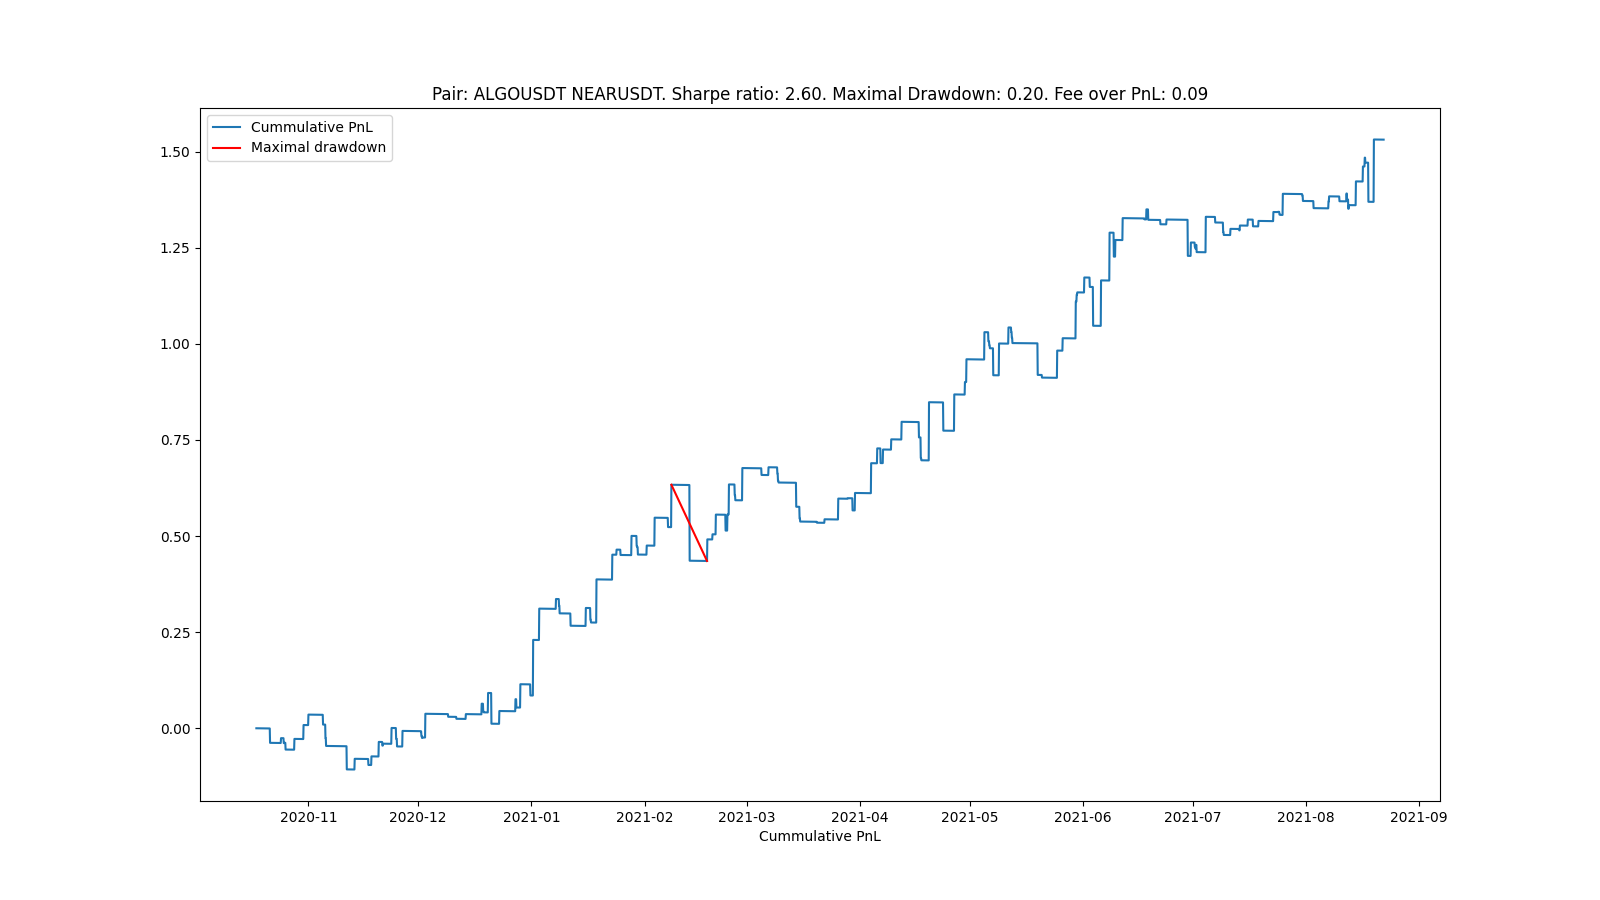 Pair: ALGOUSDT NEARUSDT. Sharpe ratio: 2.60. Maximal Drawdown: 0.20. Fee over PnL: 0.09
Cummulative PnL
Maximal drawdown
1.50
1.25
1.00
0.75
0.50
0.25
0.00
2020-11 2020-12 2021-01 2021-02 2021-03 2021-04 2021-05 2021-06 2021-07 2021-08 2021-09
Cummulative PnL